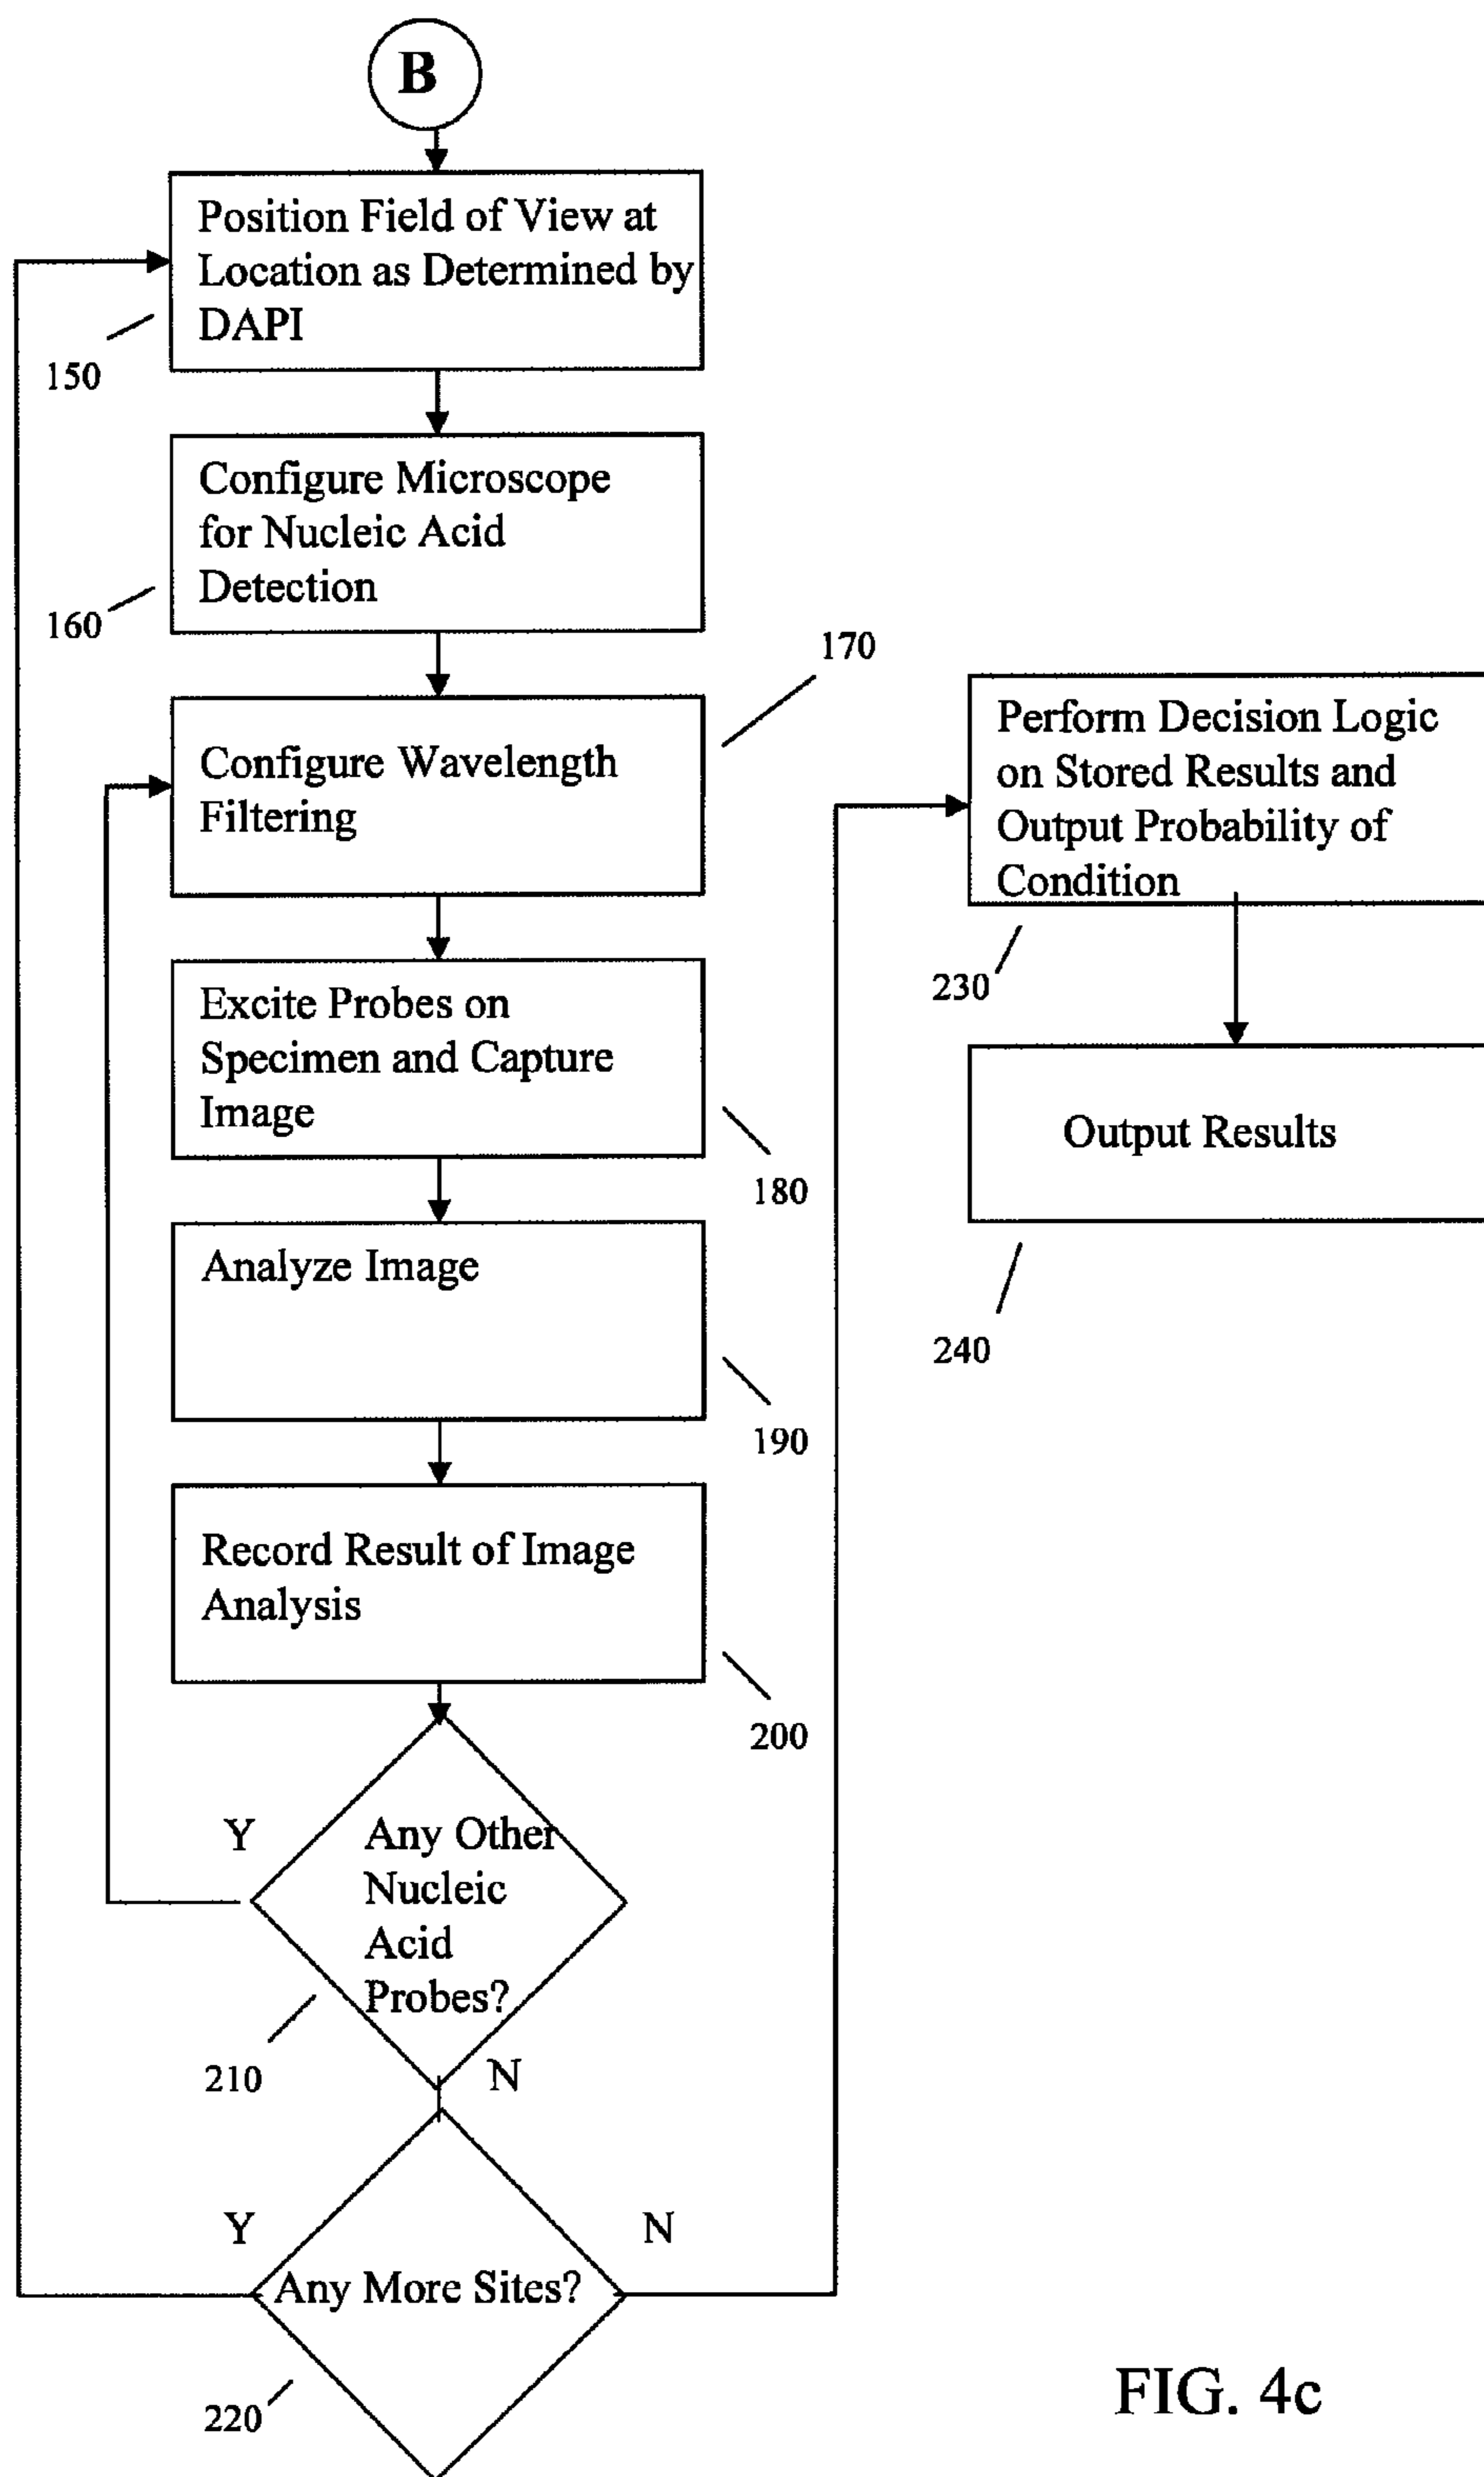 B
Position Field of View at
Location as Determined by
DAPI
150
Configure Microscope
for Nucleic Acid
Detection
160
170
Configure Wavelength
Filtering
Excite Probes on
Specimen and Capture
Image
180
Analyze Image
190
Record Result of Image
Analysis
200
Y
Any Other
Nucleic
Acid
Probes?
210
N
Y
Any More Sites?
N
220
Perform Decision Logic
on Stored Results and
Output Probability of
Condition
230
Output Results
240
FIG. 4c